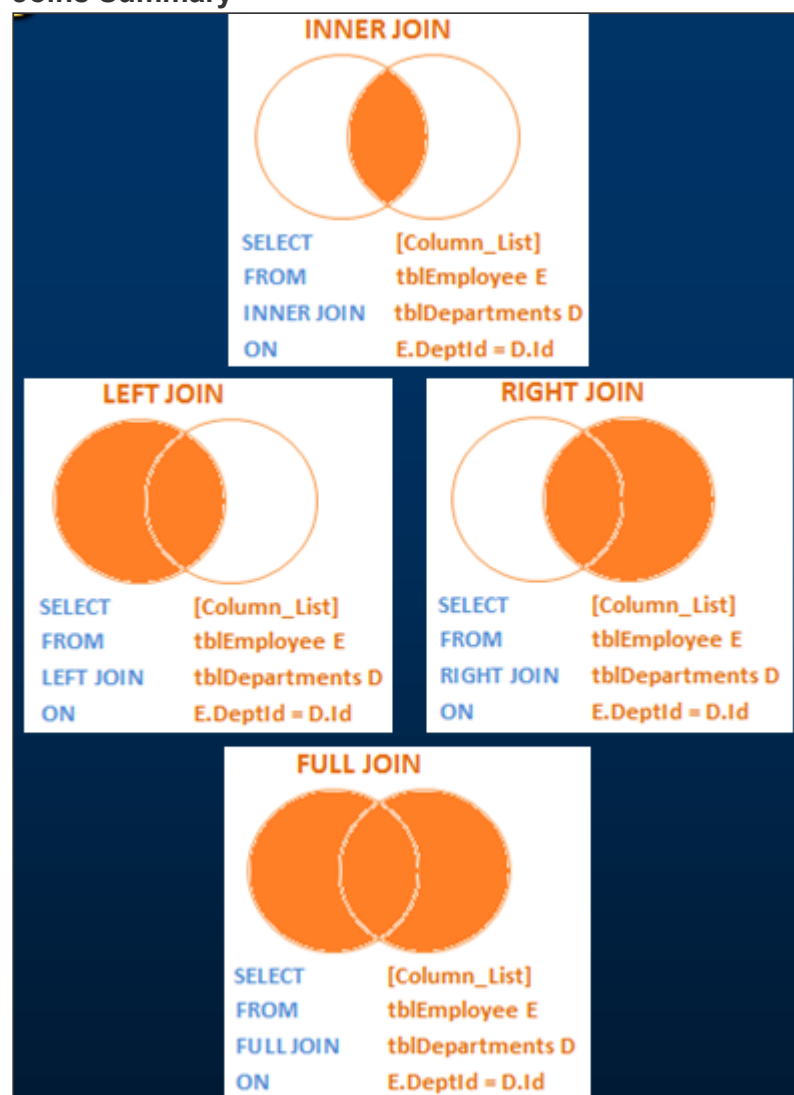 Joins Summary
INNER JOIN
SELECT [Column_List]
FROM tblEmployee E
INNER JOIN tblDepartments D
ON E.DeptId = D.Id
LEFT JOIN
SELECT [Column_List]
FROM tblEmployee E
LEFT JOIN tblDepartments D
ON E.DeptId = D.Id
RIGHT JOIN
SELECT [Column_List]
FROM tblEmployee E
RIGHT JOIN tblDepartments D
ON E.DeptId = D.Id
FULL JOIN
SELECT [Column_List]
FROM tblEmployee E
FULL JOIN tblDepartments D
ON E.DeptId = D.Id